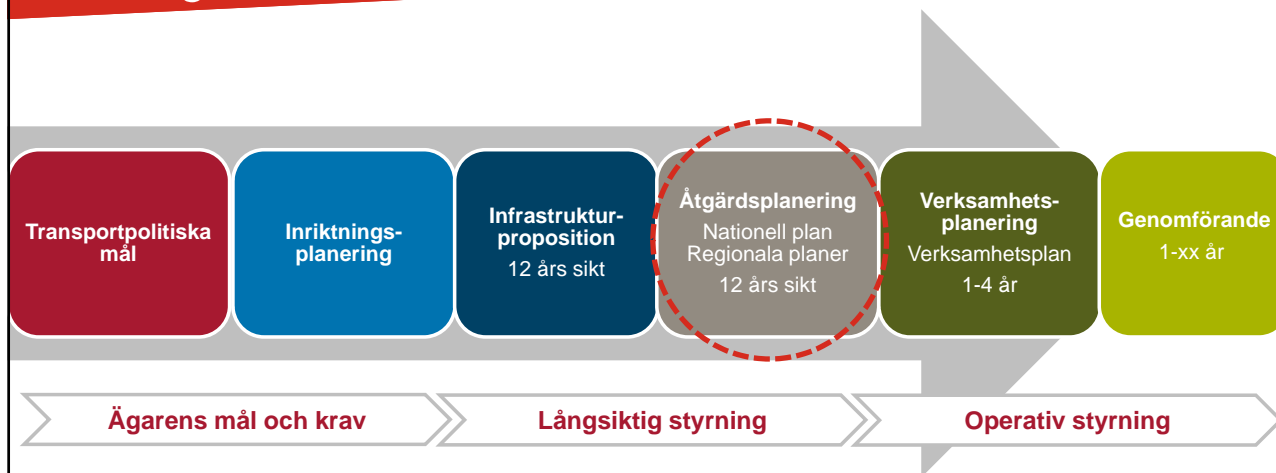 Transportpolitiska
mål
Inriktnings-
planering
Infrastruktur-
proposition
12 års sikt
Åtgärdsplanering
Nationell plan
Regionala planer
12 års sikt
Verksamhets-
planering
Verksamhetsplan
1-4 år
Genomförande
1-xx år
Ägarens mål och krav
Långsiktig styrning
Operativ styrning